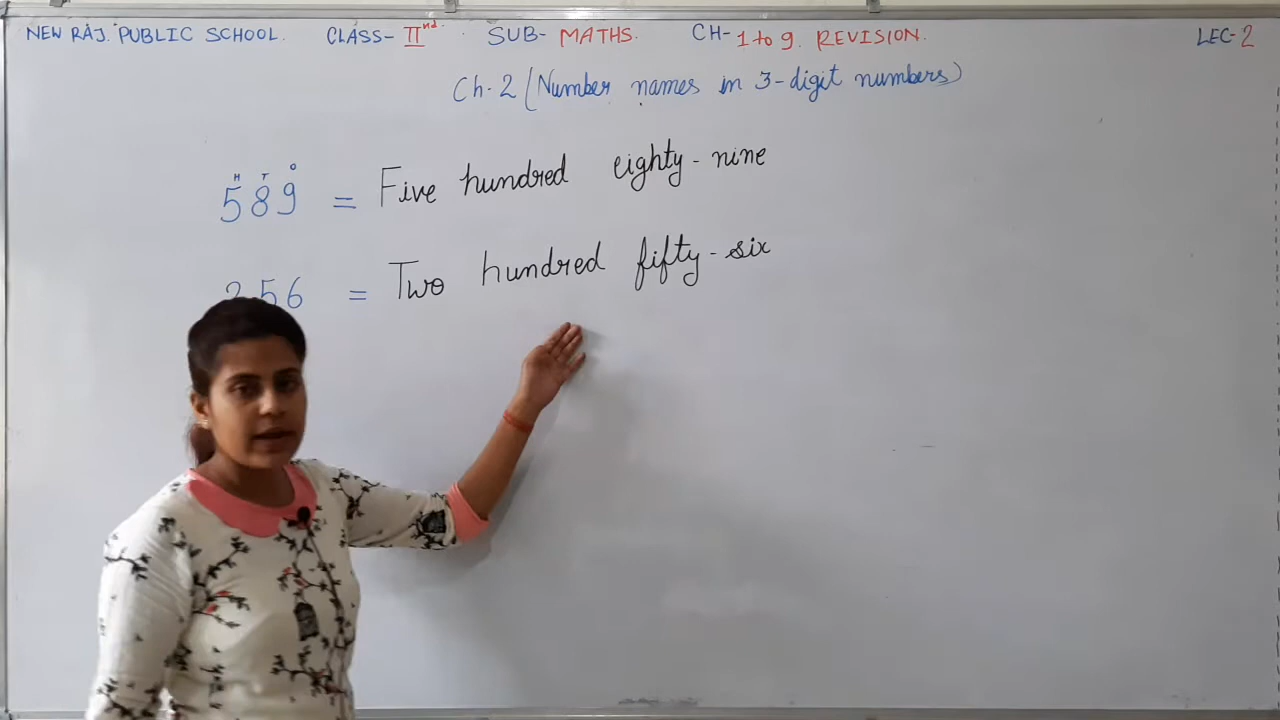 NEW RAJ. PUBLIC SCHOOL. CLASS- IInd. SUB- MATHS. CH- 1 to 9. REVISION. LEC-2
Ch-2 (Number names in 3-digit numbers)
H T O
589 = Five hundred eighty-nine
256 = Two hundred fifty-six